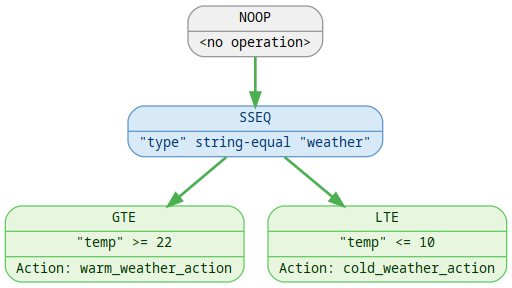 NOOP
<no operation>
SSEQ
"type" string-equal "weather"
GTE
"temp" >= 22
Action: warm_weather_action
LTE
"temp" <= 10
Action: cold_weather_action